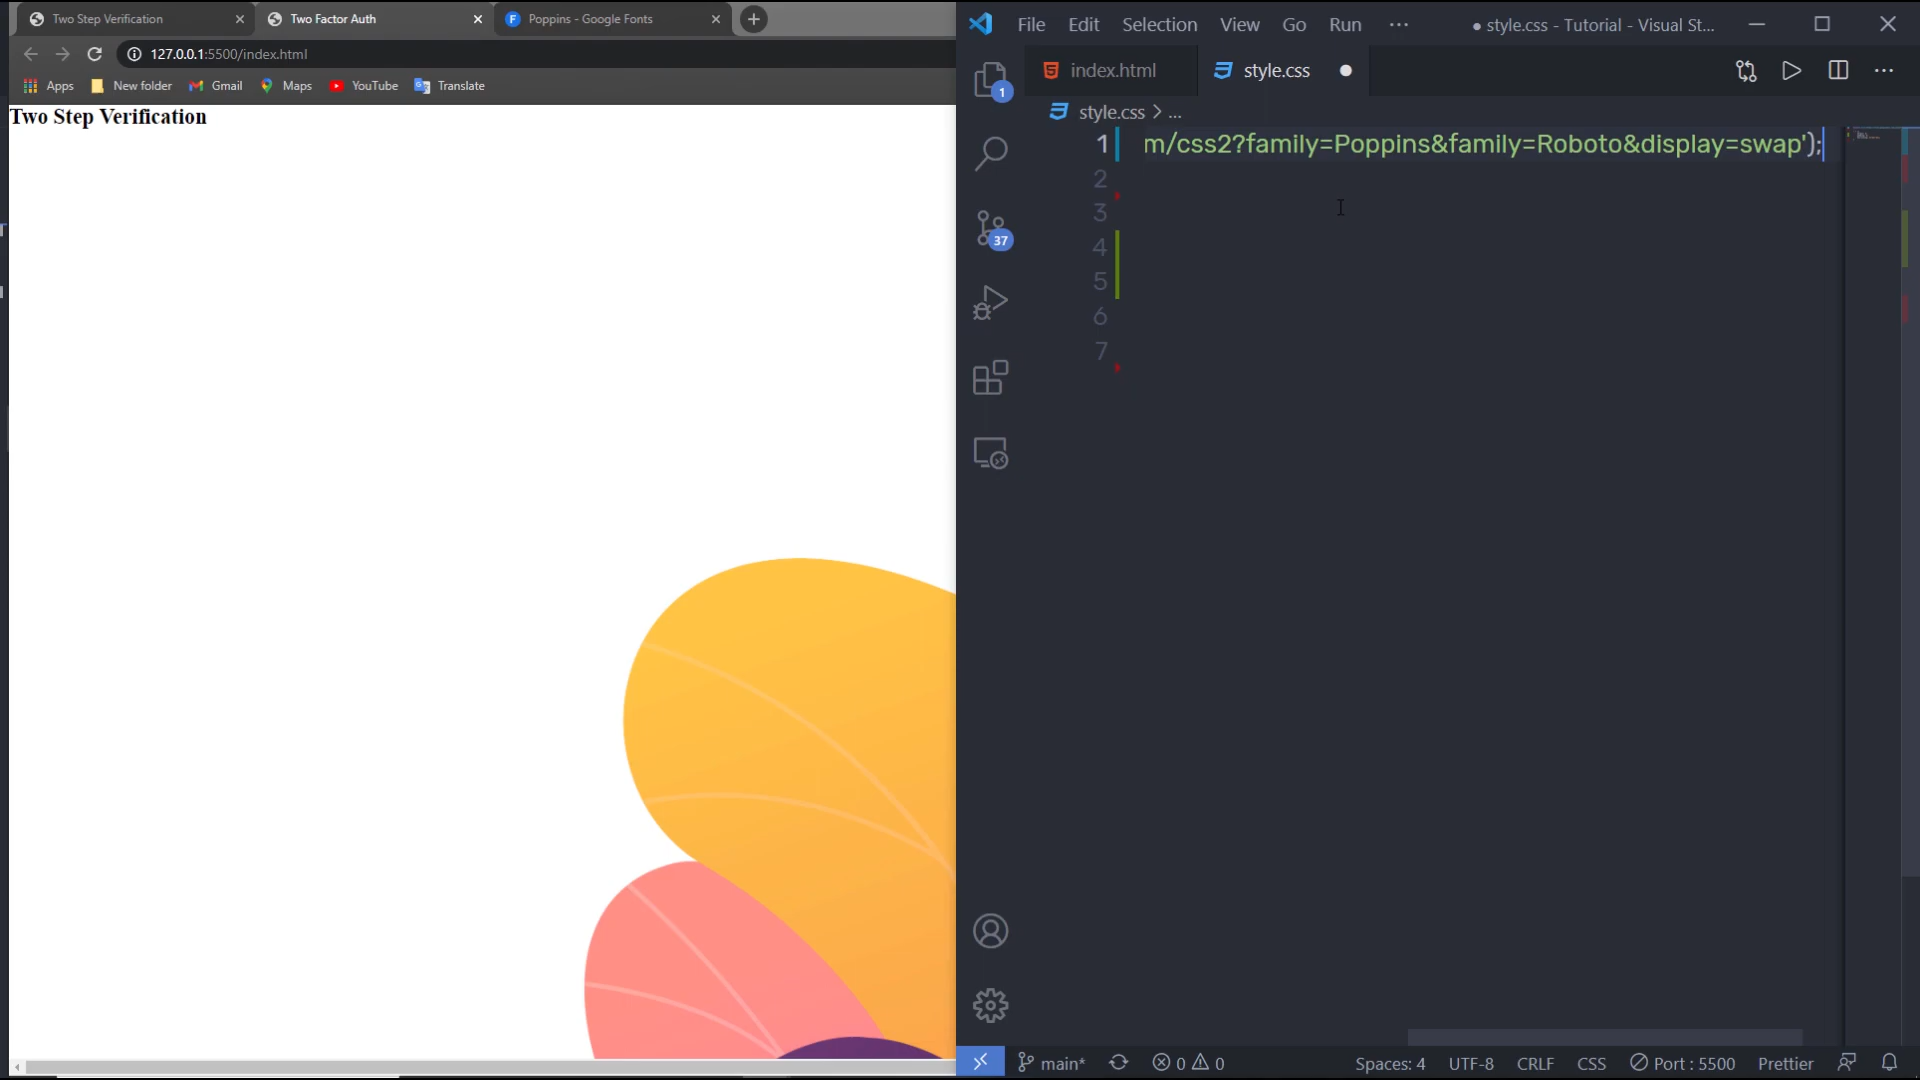 Two Step Verification
Two Factor Auth
Poppins - Google Fonts
127.0.0.1:5500/index.html
Apps
New folder
Gmail
Maps
YouTube
Translate
Two Step Verification
File Edit Selection View Go Run ···
● style.css - Tutorial - Visual St...
index.html
style.css
style.css > ...
1 m/css2?family=Poppins&family=Roboto&display=swap');
2
3
4
5
6
7
1
37
main*
0 0
Spaces: 4
UTF-8
CRLF
CSS
Port : 5500
Prettier